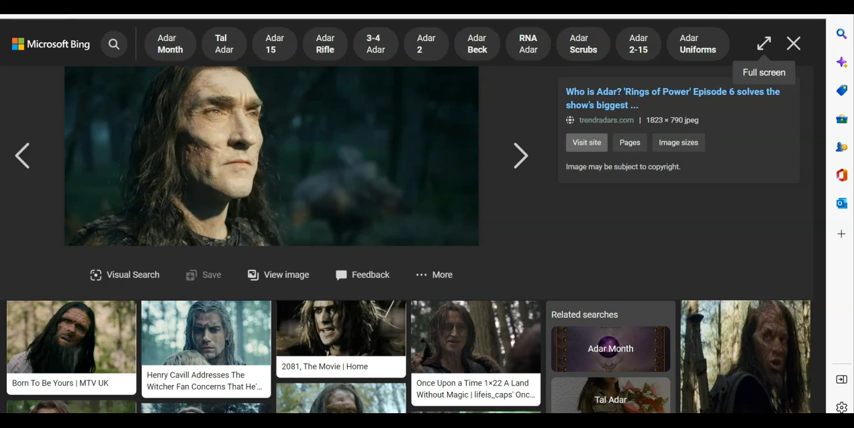 Microsoft Bing
Adar
Month
Tal
Adar
Adar
15
Adar
Rifle
3-4
Adar
Adar
2
Adar
Beck
RNA
Adar
Adar
Scrubs
Adar
2-15
Adar
Uniforms
Full screen
Who is Adar? 'Rings of Power' Episode 6 solves the
show's biggest ...
trendradars.com | 1823 × 790 jpeg
Visit site
Pages
Image sizes
Image may be subject to copyright.
Visual Search
Save
View image
Feedback
More
Born To Be Yours | MTV UK
Henry Cavill Addresses The
Witcher Fan Concerns That He'...
2081, The Movie | Home
Once Upon a Time 1×22 A Land
Without Magic | lifeis_caps' Onc...
Related searches
Adar Month
Tal Adar